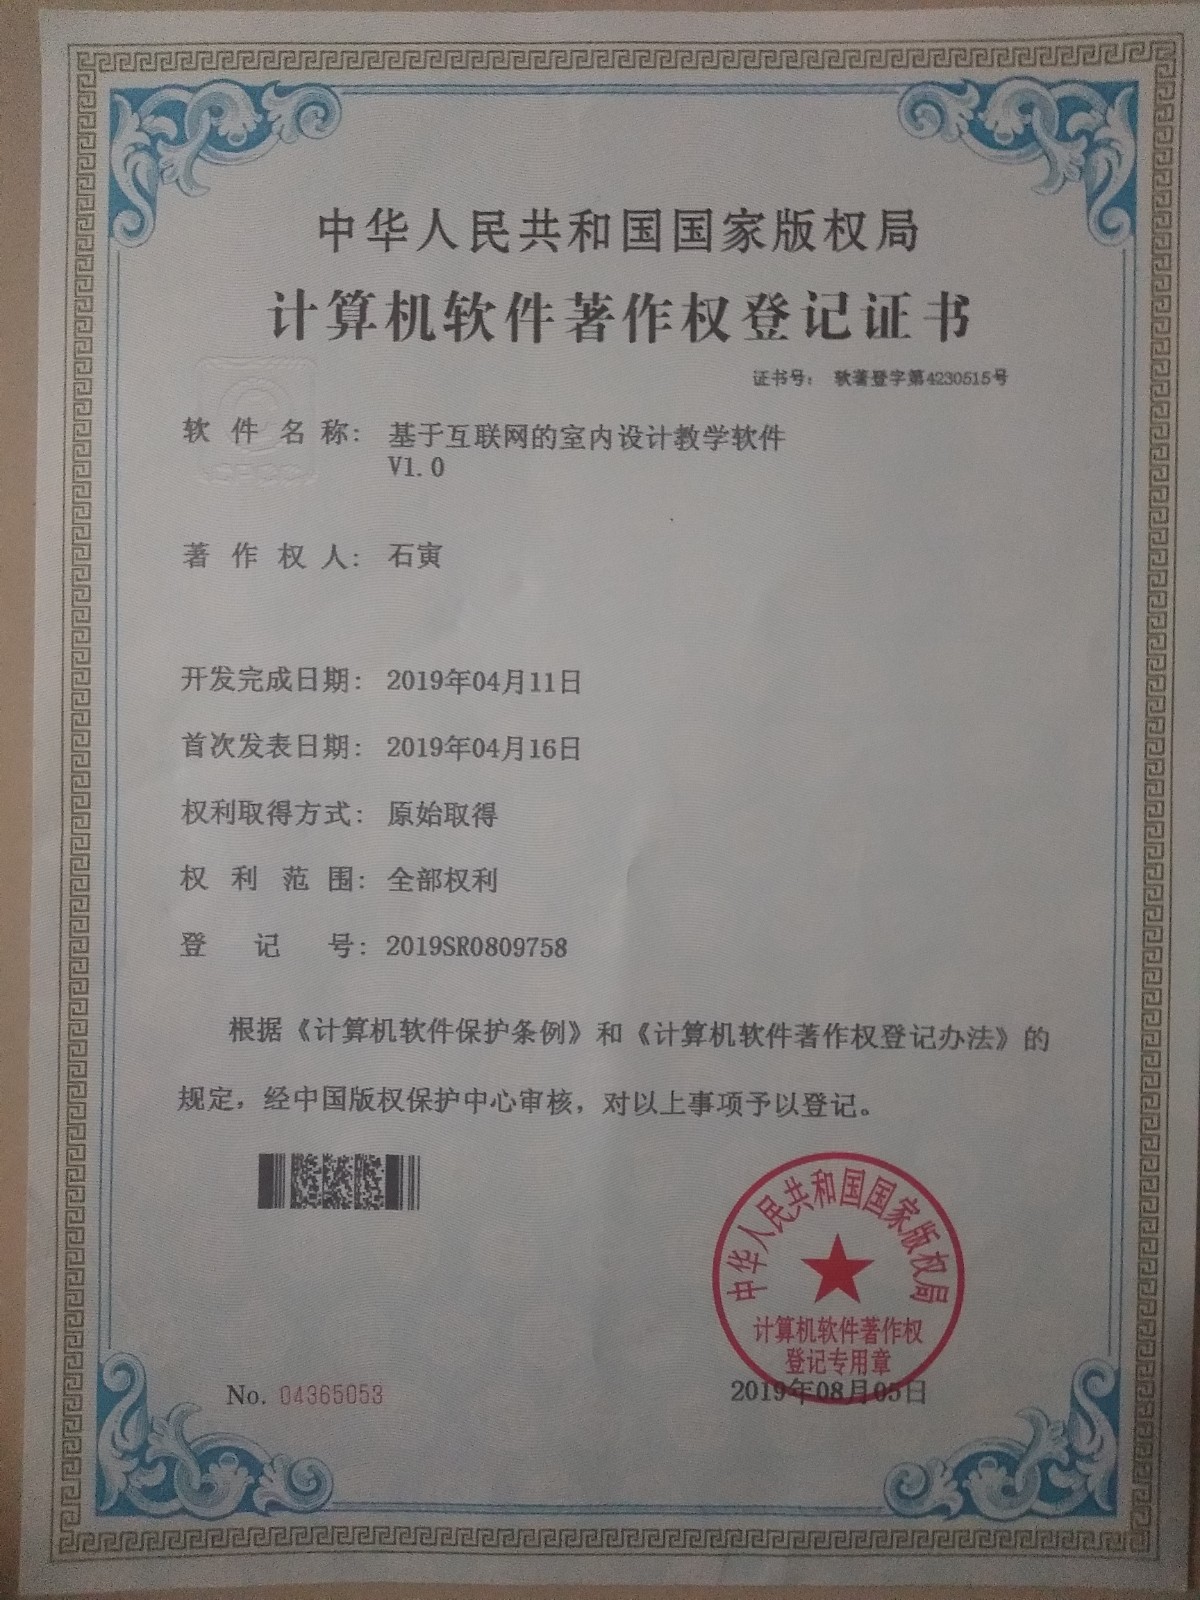 中华人民共和国国家版权局
计算机软件著作权登记证书
证书号： 软著登字第4230515号
软件名称： 基于互联网的室内设计教学软件
V1.0
著作权人： 石寅
开发完成日期： 2019年04月11日
首次发表日期： 2019年04月16日
权利取得方式： 原始取得
权利范围： 全部权利
登记号： 2019SR0809758
根据《计算机软件保护条例》和《计算机软件著作权登记办法》的
规定，经中国版权保护中心审核，对以上事项予以登记。
中华人民共和国国家版权局
计算机软件著作权
登记专用章
No. 04365053
2019年08月05日